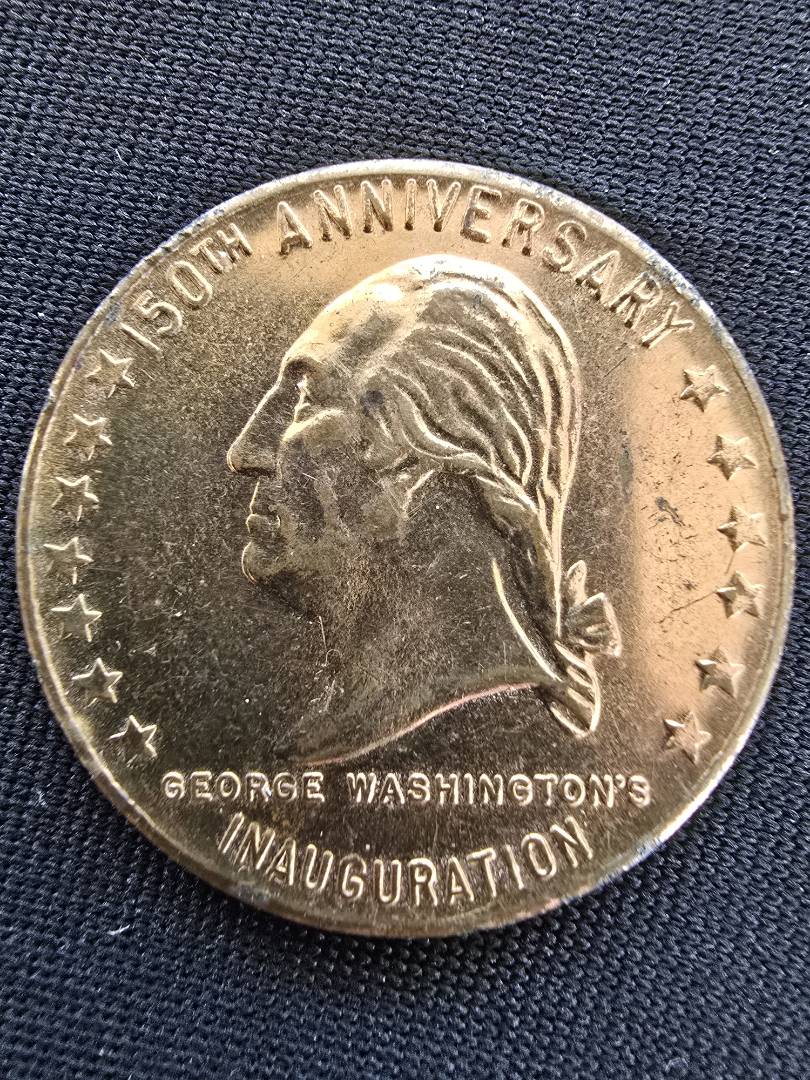 150TH ANNIVERSARY
GEORGE WASHINGTON'S
INAUGURATION